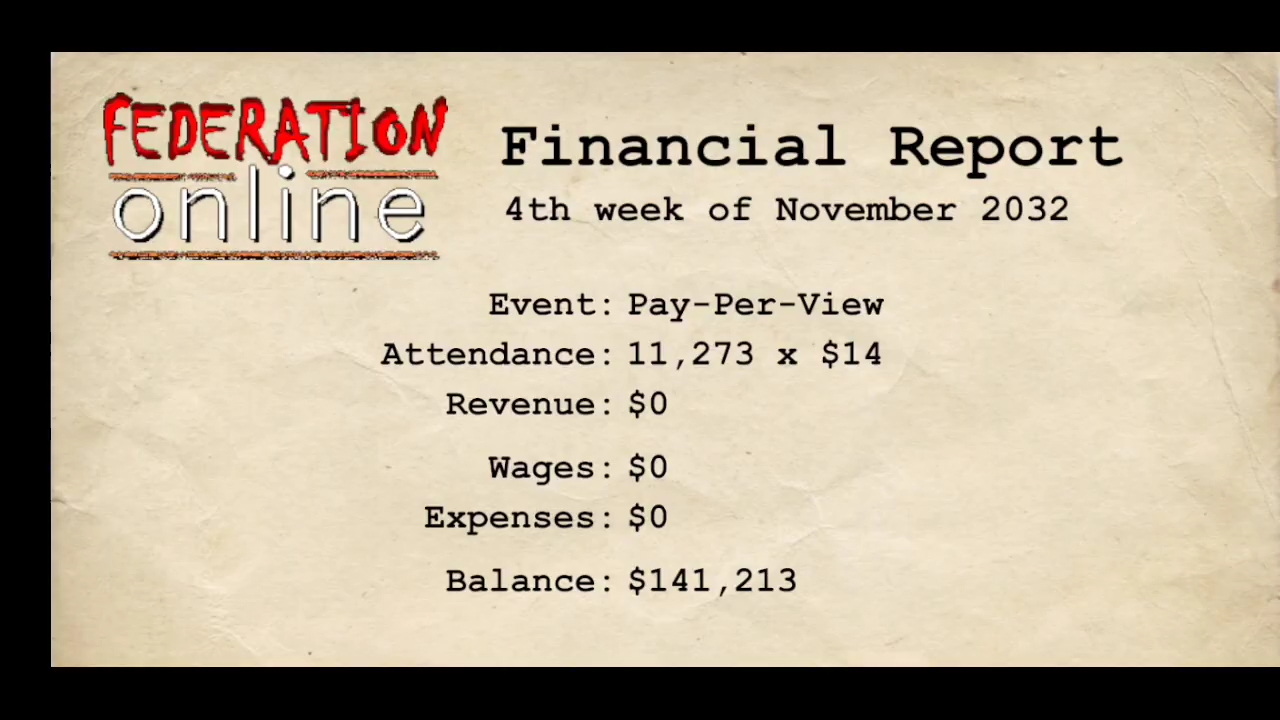 FEDERATION
online
Financial Report
4th week of November 2032
Event: Pay-Per-View
Attendance: 11,273 x $14
Revenue: $0
Wages: $0
Expenses: $0
Balance: $141,213